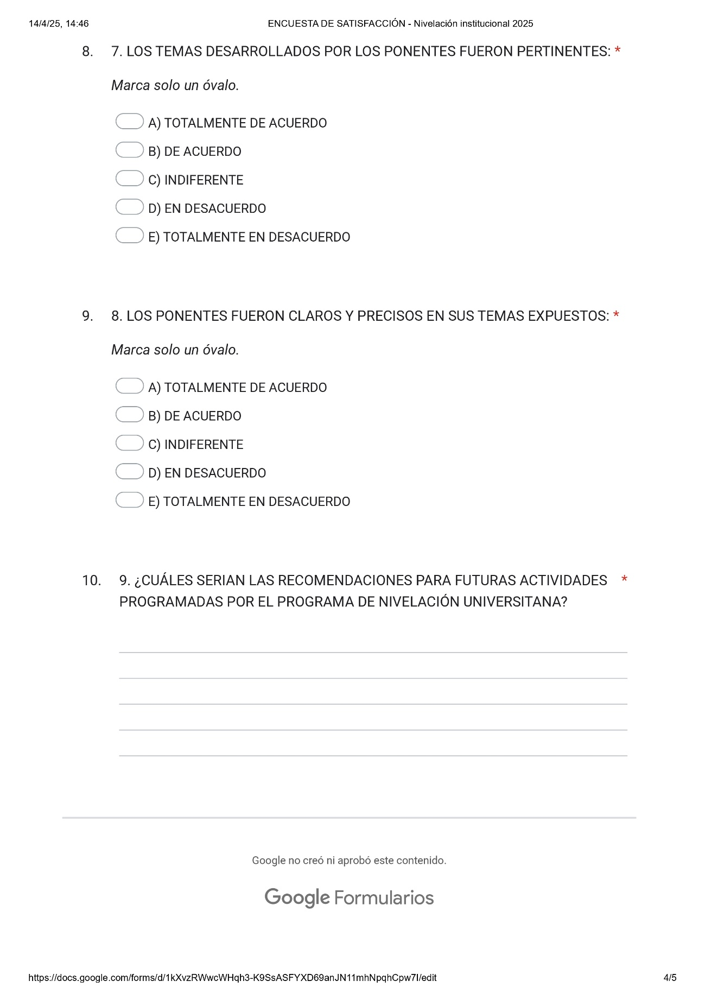 14/4/25, 14:46 ENCUESTA DE SATISFACCIÓN - Nivelación institucional 2025
8. 7. LOS TEMAS DESARROLLADOS POR LOS PONENTES FUERON PERTINENTES: *
Marca solo un óvalo.
A) TOTALMENTE DE ACUERDO
B) DE ACUERDO
C) INDIFERENTE
D) EN DESACUERDO
E) TOTALMENTE EN DESACUERDO
9. 8. LOS PONENTES FUERON CLAROS Y PRECISOS EN SUS TEMAS EXPUESTOS: *
Marca solo un óvalo.
A) TOTALMENTE DE ACUERDO
B) DE ACUERDO
C) INDIFERENTE
D) EN DESACUERDO
E) TOTALMENTE EN DESACUERDO
10. 9. ¿CUÁLES SERIAN LAS RECOMENDACIONES PARA FUTURAS ACTIVIDADES *
PROGRAMADAS POR EL PROGRAMA DE NIVELACIÓN UNIVERSITANA?
Google no creó ni aprobó este contenido.
Google Formularios
https://docs.google.com/forms/d/1kXvzRWwcWHqh3-K9SsASFYXD69anJN11mhNpqhCpw7I/edit 4/5